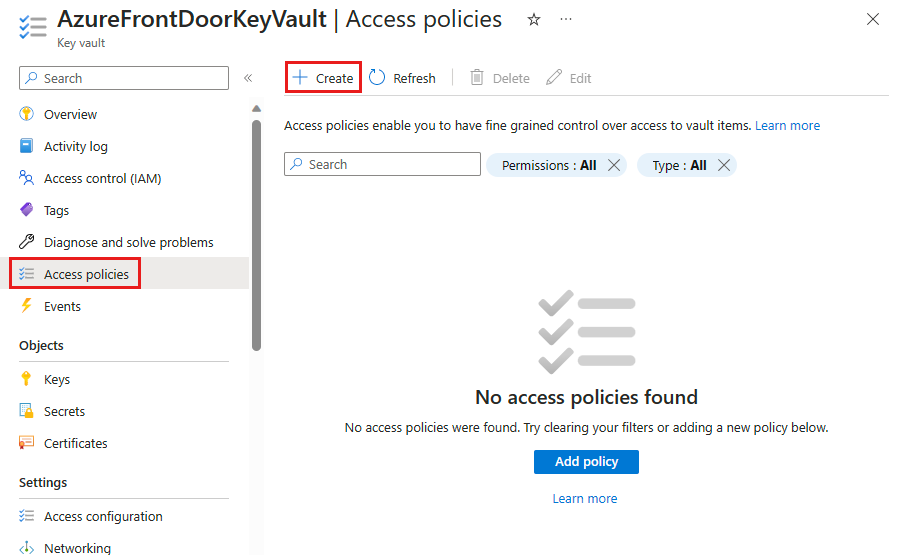 AzureFrontDoorKeyVault | Access policies
Key vault
Search
Overview
Activity log
Access control (IAM)
Tags
Diagnose and solve problems
Access policies
Events
Objects
Keys
Secrets
Certificates
Settings
Access configuration
Networking
Create Refresh Delete Edit
Access policies enable you to have fine grained control over access to vault items. Learn more
Search Permissions : All Type : All
No access policies found
No access policies were found. Try clearing your filters or adding a new policy below.
Add policy
Learn more